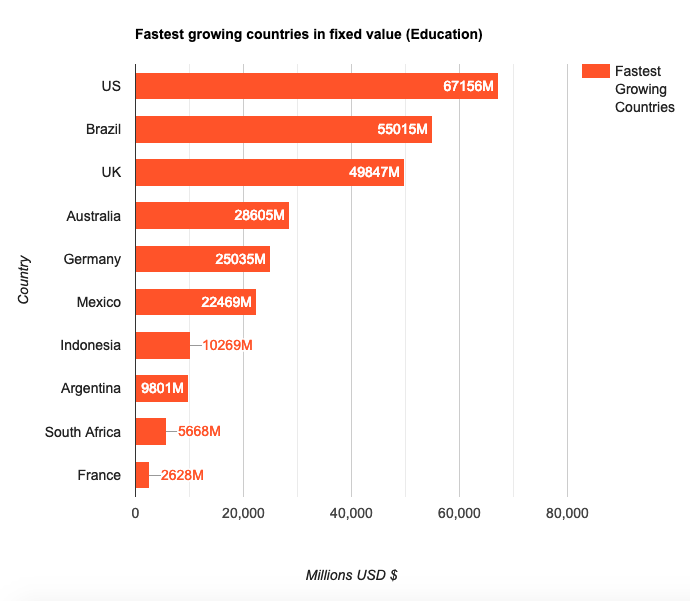 Fastest growing countries in fixed value (Education)
Fastest
Growing
Countries
US 67156M
Brazil 55015M
UK 49847M
Australia 28605M
Germany 25035M
Mexico 22469M
Indonesia 10269M
Argentina 9801M
South Africa 5668M
France 2628M
Country
0 20,000 40,000 60,000 80,000
Millions USD $